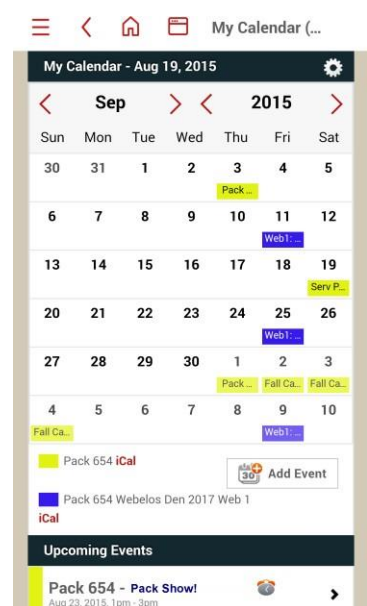 My Calendar (...
My Calendar - Aug 19, 2015
Sep 2015
Sun Mon Tue Wed Thu Fri Sat
30 31 1 2 3 4 5
Pack ...
6 7 8 9 10 11 12
Web1: ...
13 14 15 16 17 18 19
Serv P...
20 21 22 23 24 25 26
Web1: ...
27 28 29 30 1 2 3
Pack ... Fall Ca... Fall Ca...
4 5 6 7 8 9 10
Fall Ca... Web1: ...
Pack 654 iCal
30 Add Event
Pack 654 Webelos Den 2017 Web 1
iCal
Upcoming Events
Pack 654 - Pack Show!
Aug 23, 2015, 1pm - 3pm